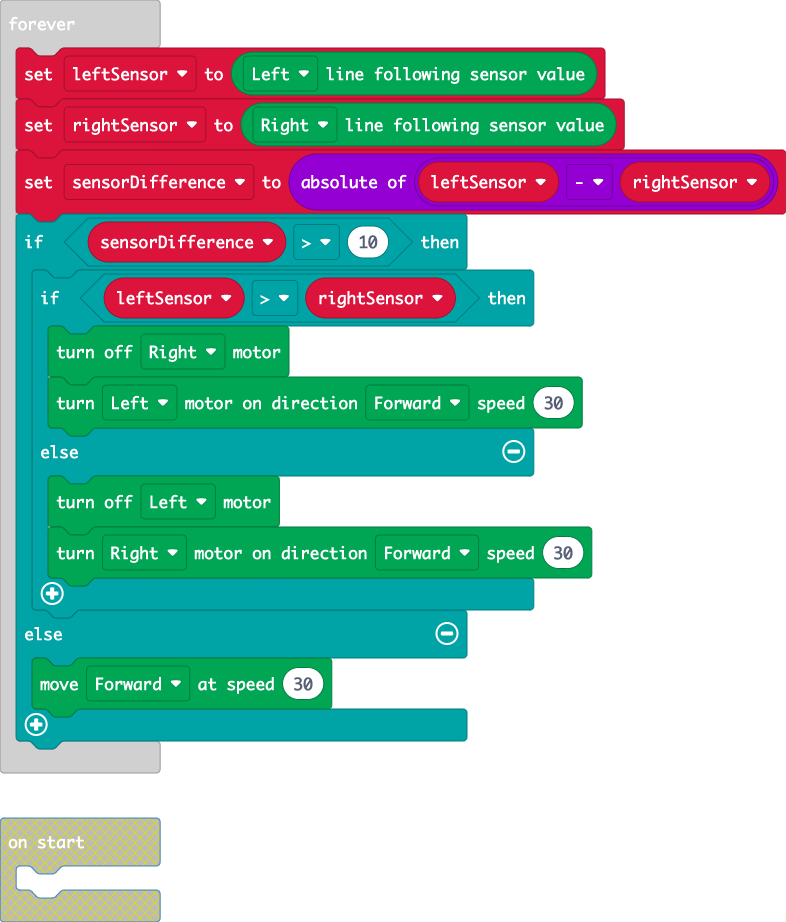 forever
set leftSensor to Left line following sensor value
set rightSensor to Right line following sensor value
set sensorDifference to absolute of leftSensor - rightSensor
if sensorDifference > 10 then
if leftSensor > rightSensor then
turn off Right motor
turn Left motor on direction Forward speed 30
else
turn off Left motor
turn Right motor on direction Forward speed 30
else
move Forward at speed 30
on start